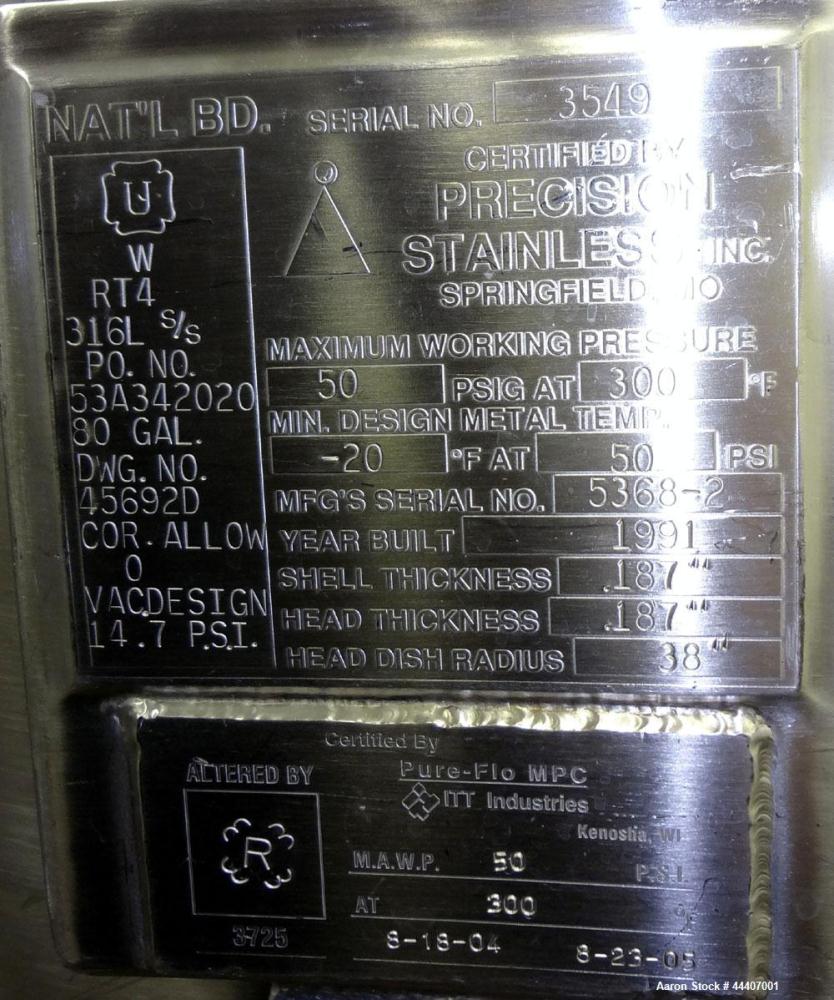 NAT'L BD. SERIAL NO. 3549
U
W
RT4
316L S/S
PO. NO.
53A342020
80 GAL.
DWG. NO.
45692D
COR. ALLOW
0
VAC.DESIGN
14.7 P.S.I.
CERTIFIED BY
PRECISION
STAINLESS, INC.
SPRINGFIELD, MO
MAXIMUM WORKING PRESSURE
50 PSIG AT 300 °F
MIN. DESIGN METAL TEMP.
-20 °F AT 50 PSI
MFG'S SERIAL NO. 5368-2
YEAR BUILT 1991
SHELL THICKNESS .187"
HEAD THICKNESS .187"
HEAD DISH RADIUS 38"
Certified By
ALTERED BY Pure-Flo MPC
ITT Industries
Kenosha, WI
R
M.A.W.P. 50 P.S.I.
AT 300 °F
3725 8-18-04 8-23-05
Aaron Stock # 44407001